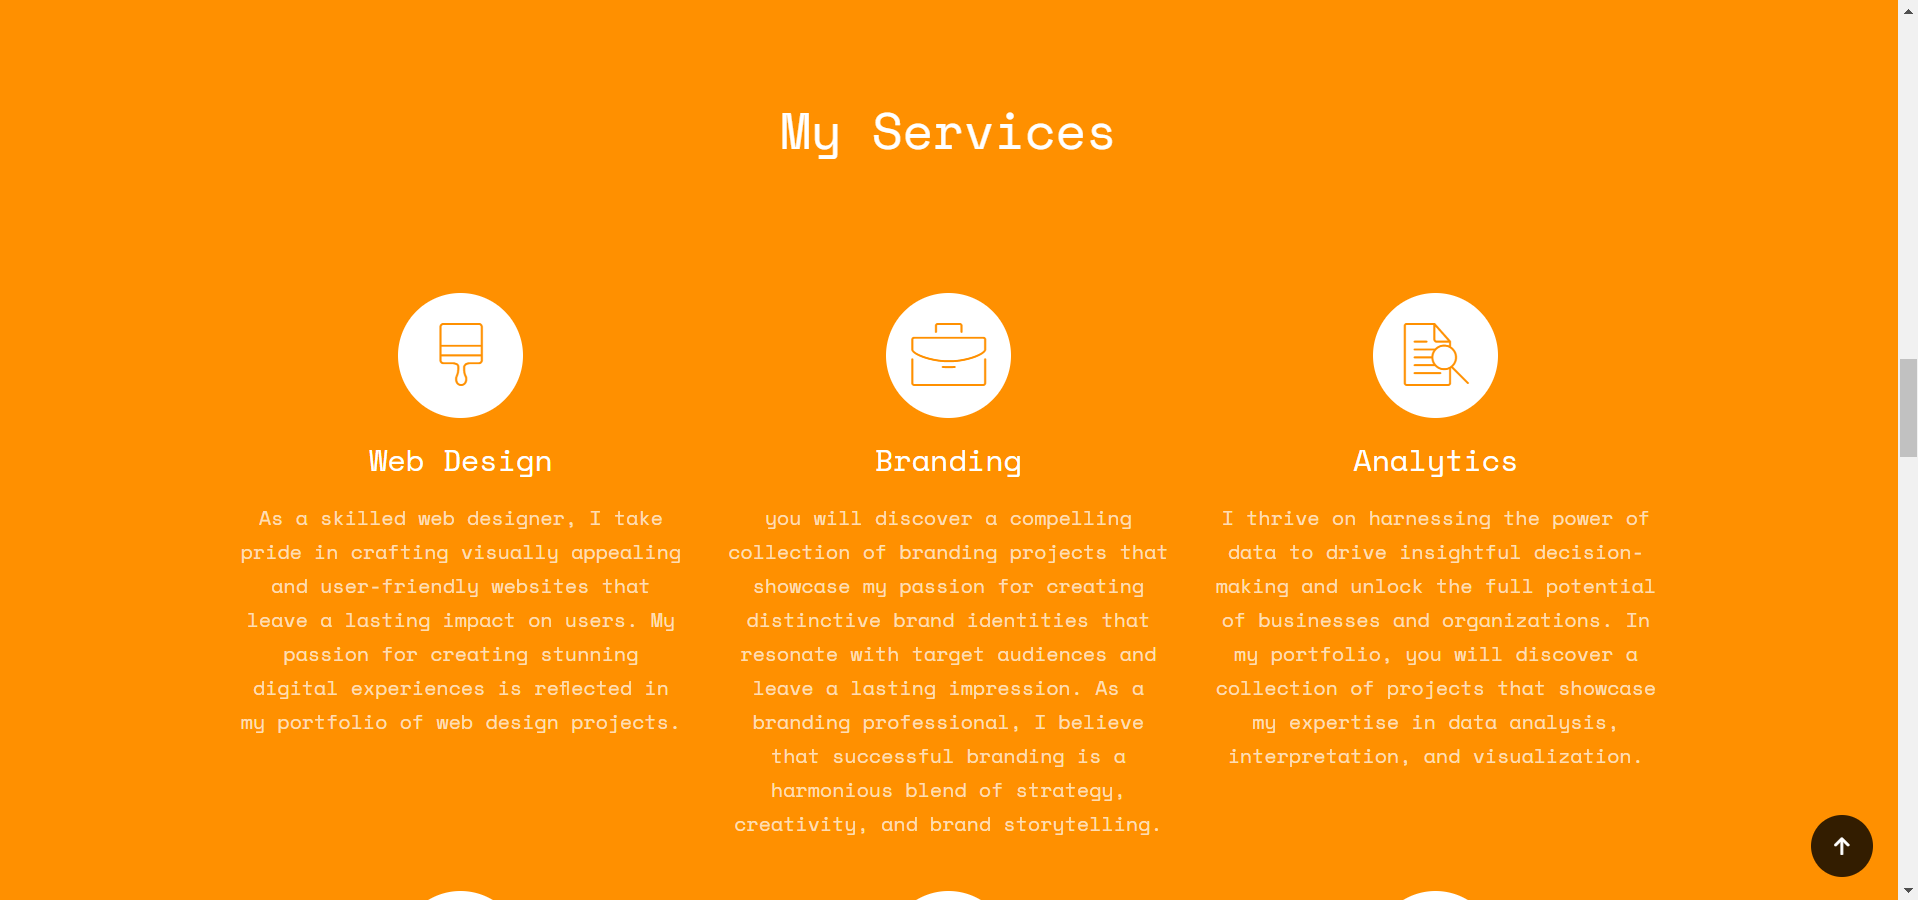 My Services
Web Design
As a skilled web designer, I take
pride in crafting visually appealing
and user-friendly websites that
leave a lasting impact on users. My
passion for creating stunning
digital experiences is reflected in
my portfolio of web design projects.
Branding
you will discover a compelling
collection of branding projects that
showcase my passion for creating
distinctive brand identities that
resonate with target audiences and
leave a lasting impression. As a
branding professional, I believe
that successful branding is a
harmonious blend of strategy,
creativity, and brand storytelling.
Analytics
I thrive on harnessing the power of
data to drive insightful decision-
making and unlock the full potential
of businesses and organizations. In
my portfolio, you will discover a
collection of projects that showcase
my expertise in data analysis,
interpretation, and visualization.